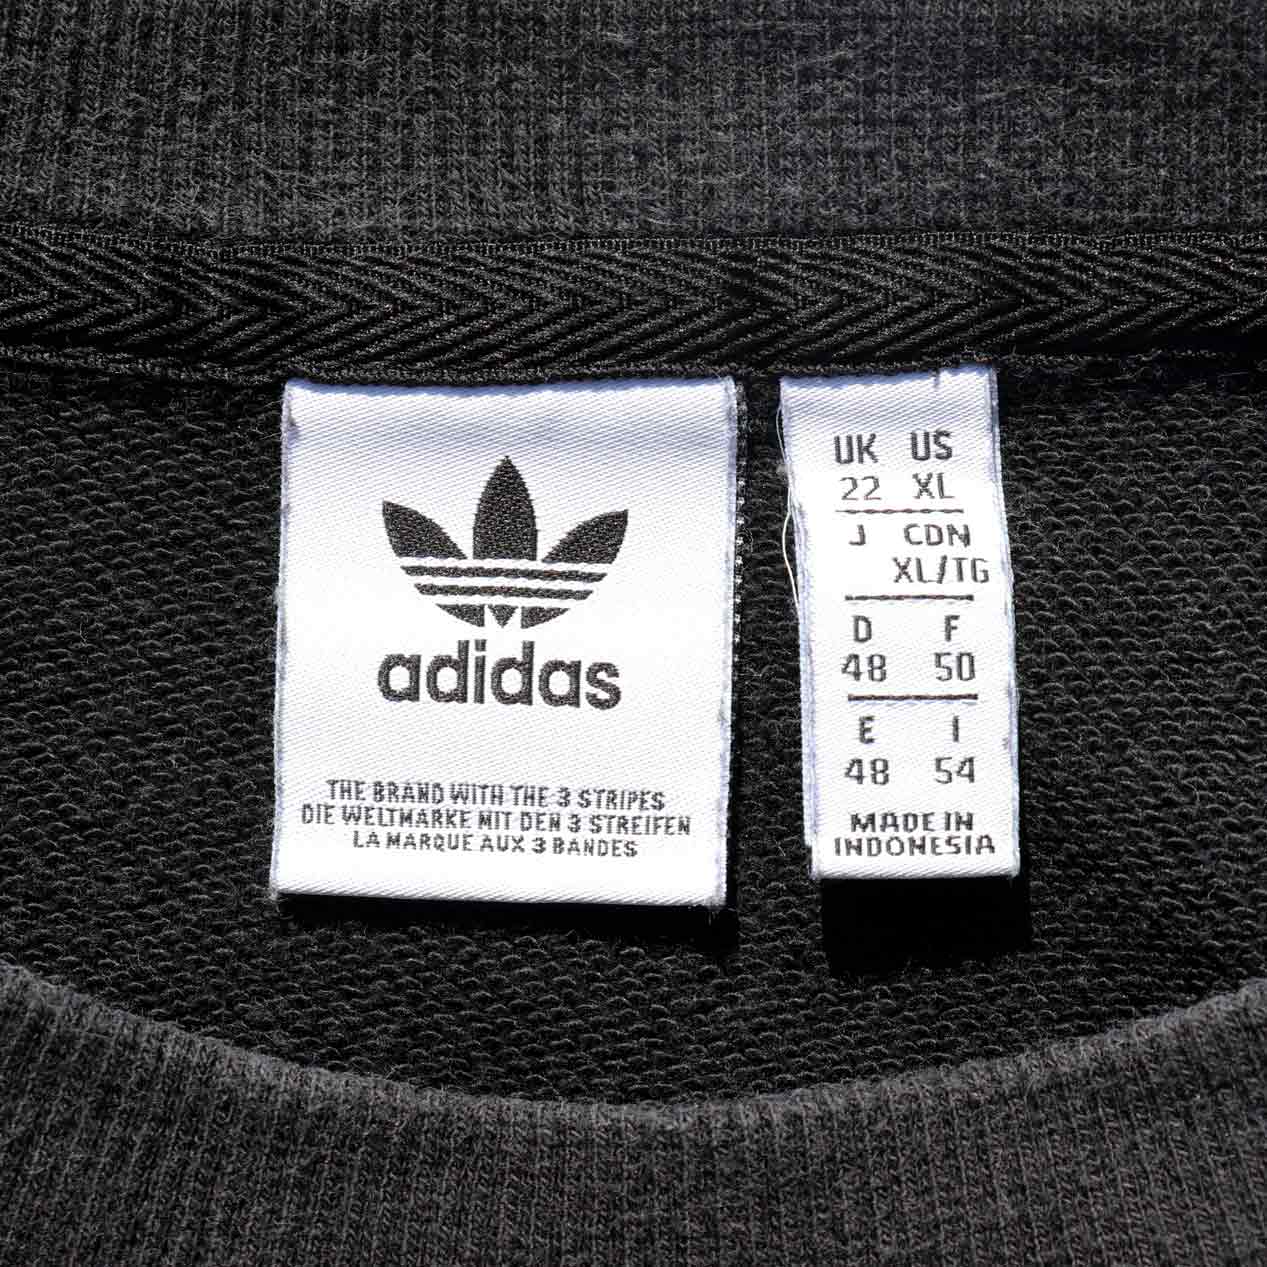 adidas
THE BRAND WITH THE 3 STRIPES
DIE WELTMARKE MIT DEN 3 STREIFEN
LA MARQUE AUX 3 BANDES
UK US
22 XL
J CDN
XL/TG
D F
48 50
E I
48 54
MADE IN
INDONESIA